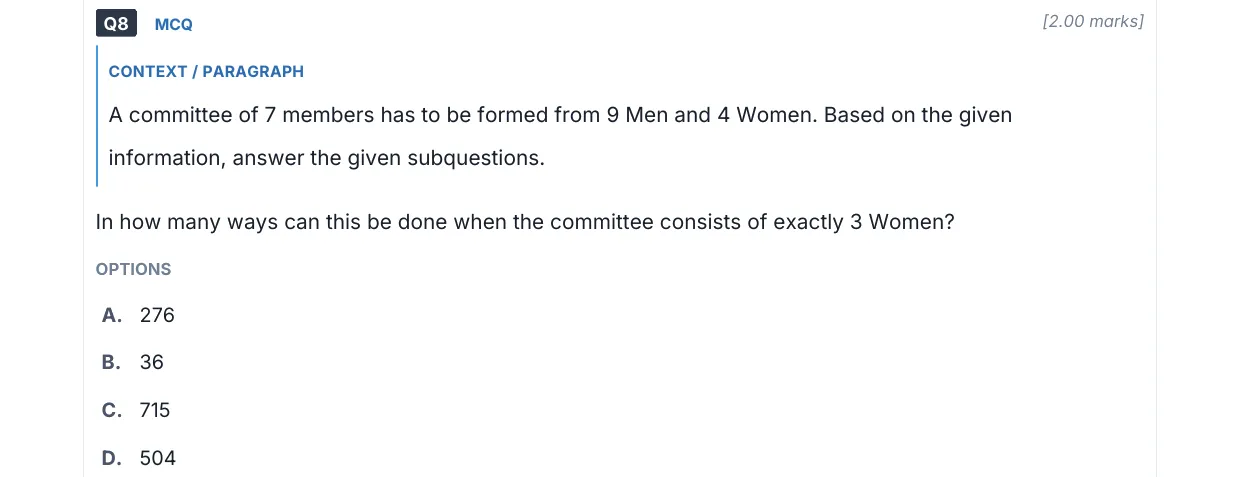 Q8 MCQ [2.00 marks]
CONTEXT / PARAGRAPH
A committee of 7 members has to be formed from 9 Men and 4 Women. Based on the given
information, answer the given subquestions.
In how many ways can this be done when the committee consists of exactly 3 Women?
OPTIONS
A. 276
B. 36
C. 715
D. 504